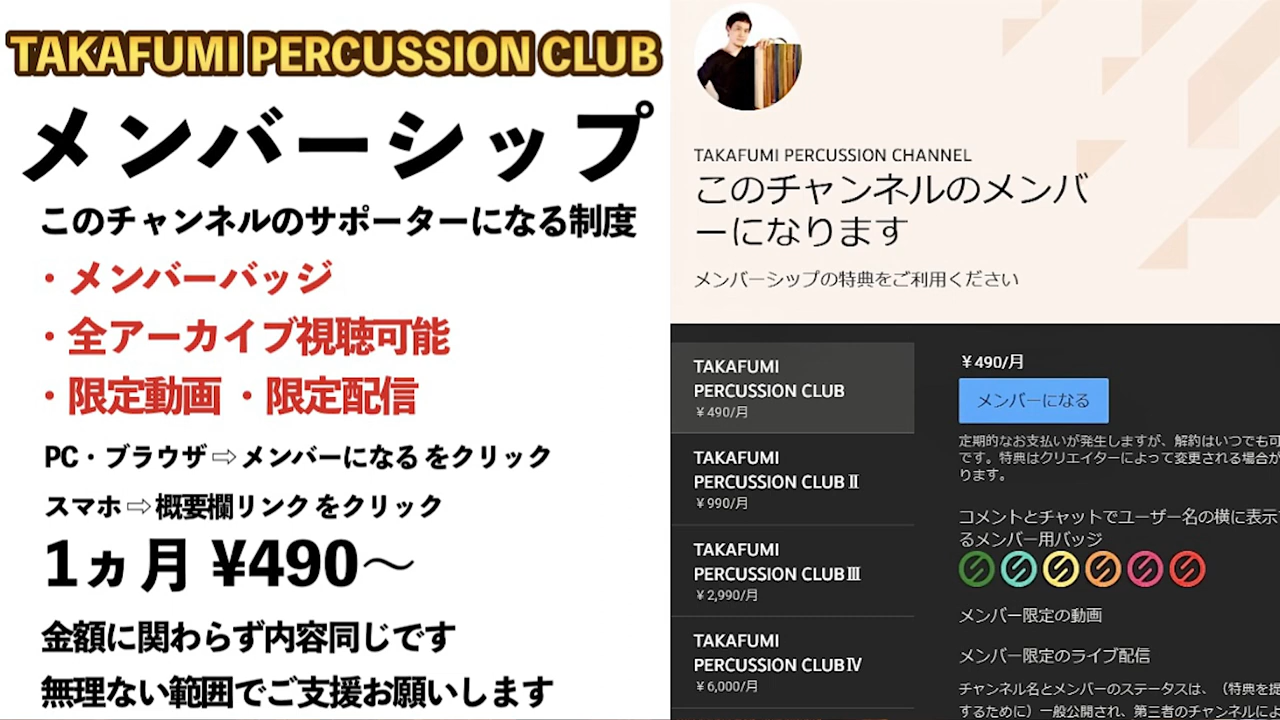 TAKAFUMI PERCUSSION CLUB
メンバーシップ
このチャンネルのサポーターになる制度
・メンバーバッジ
・全アーカイブ視聴可能
・限定動画 ・限定配信
PC・ブラウザ⇨メンバーになる をクリック
スマホ⇨概要欄リンク をクリック
1ヵ月 ¥490〜
金額に関わらず内容同じです
無理ない範囲でご支援お願いします
TAKAFUMI PERCUSSION CHANNEL
このチャンネルのメンバ
ーになります
メンバーシップの特典をご利用ください
TAKAFUMI
PERCUSSION CLUB
¥490/月
TAKAFUMI
PERCUSSION CLUBⅡ
¥990/月
TAKAFUMI
PERCUSSION CLUBⅢ
¥2,990/月
TAKAFUMI
PERCUSSION CLUBⅣ
¥6,000/月
¥490/月
メンバーになる
定期的なお支払いが発生しますが、解約はいつでも可
です。特典はクリエイターによって変更される場合が
ります。
コメントとチャットでユーザー名の横に表示
るメンバー用バッジ
メンバー限定の動画
メンバー限定のライブ配信
チャンネル名とメンバーのステータスは、（特典を提
するために）一般公開され、第三者のチャンネルによ